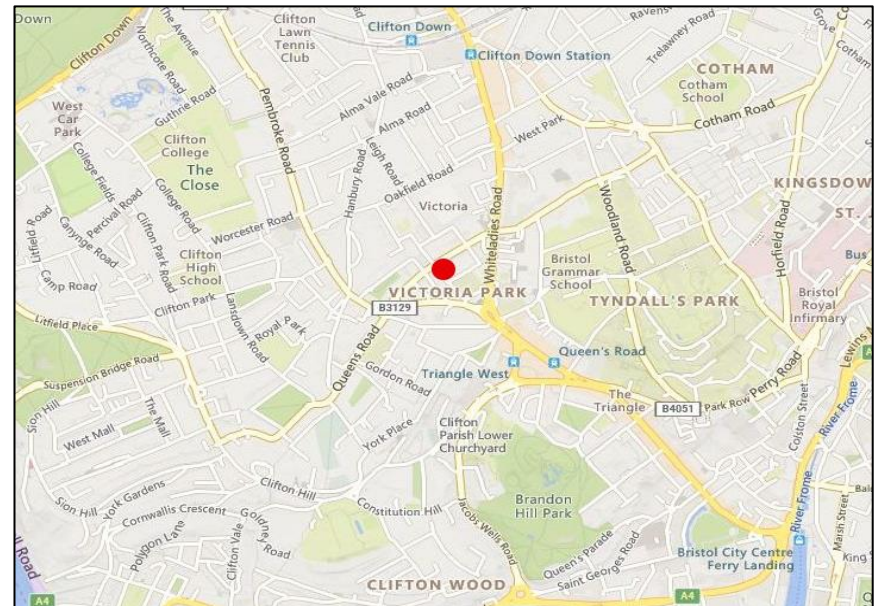 Down
Clifton Down
Northcote Road
The Avenue
Clifton
Lawn
Tennis
Club
Clifton Down
Clifton Down Station
Trelawney Road
COTHAM
Cotham
School
Cotham Road
Grove
Cotham
West
Car
Park
Guthrie Road
Pembroke Road
Alma Vale Road
Alma Road
West Park
Clifton
College
The
Close
Leigh Road
Hanbury Road
Oakfield Road
College Fields
College Road
Percival Road
Canynge Road
Litfield Road
Camp Road
Clifton Park Road
Worcester Road
Victoria
Whiteladies Road
Woodland Road
KINGSDOW
ST.
Horfield Road
Clifton
High
School
Clifton Park
Lansdown Road
Royal Park
VICTORIA PARK
B3129
Bristol
Grammar
School
TYNDALL'S PARK
Bus
Bristol
Royal
Infirmary
Litfield Place
Suspension Bridge Road
Queens Road
Gordon Road
Triangle West
Queen's Road
The
Triangle
B4051
Park Row
Perry Road
Lewins
Colston Street
River Frome
Sion Hill
West Mall
The Mall
York Place
Clifton
Parish Lower
Churchyard
York Gardens
Sion Hill
Cornwallis Crescent
Clifton Hill
Goldney Road
Constitution Hill
Jacobs Wells Road
Brandon
Hill Park
Polygon Lane
Clifton Vale
Queen's Parade
Saint Georges Road
Bristol City Centre
Ferry Landing
River Frome
Marsh Street
King
CLIFTON WOOD
Road
A4
A4